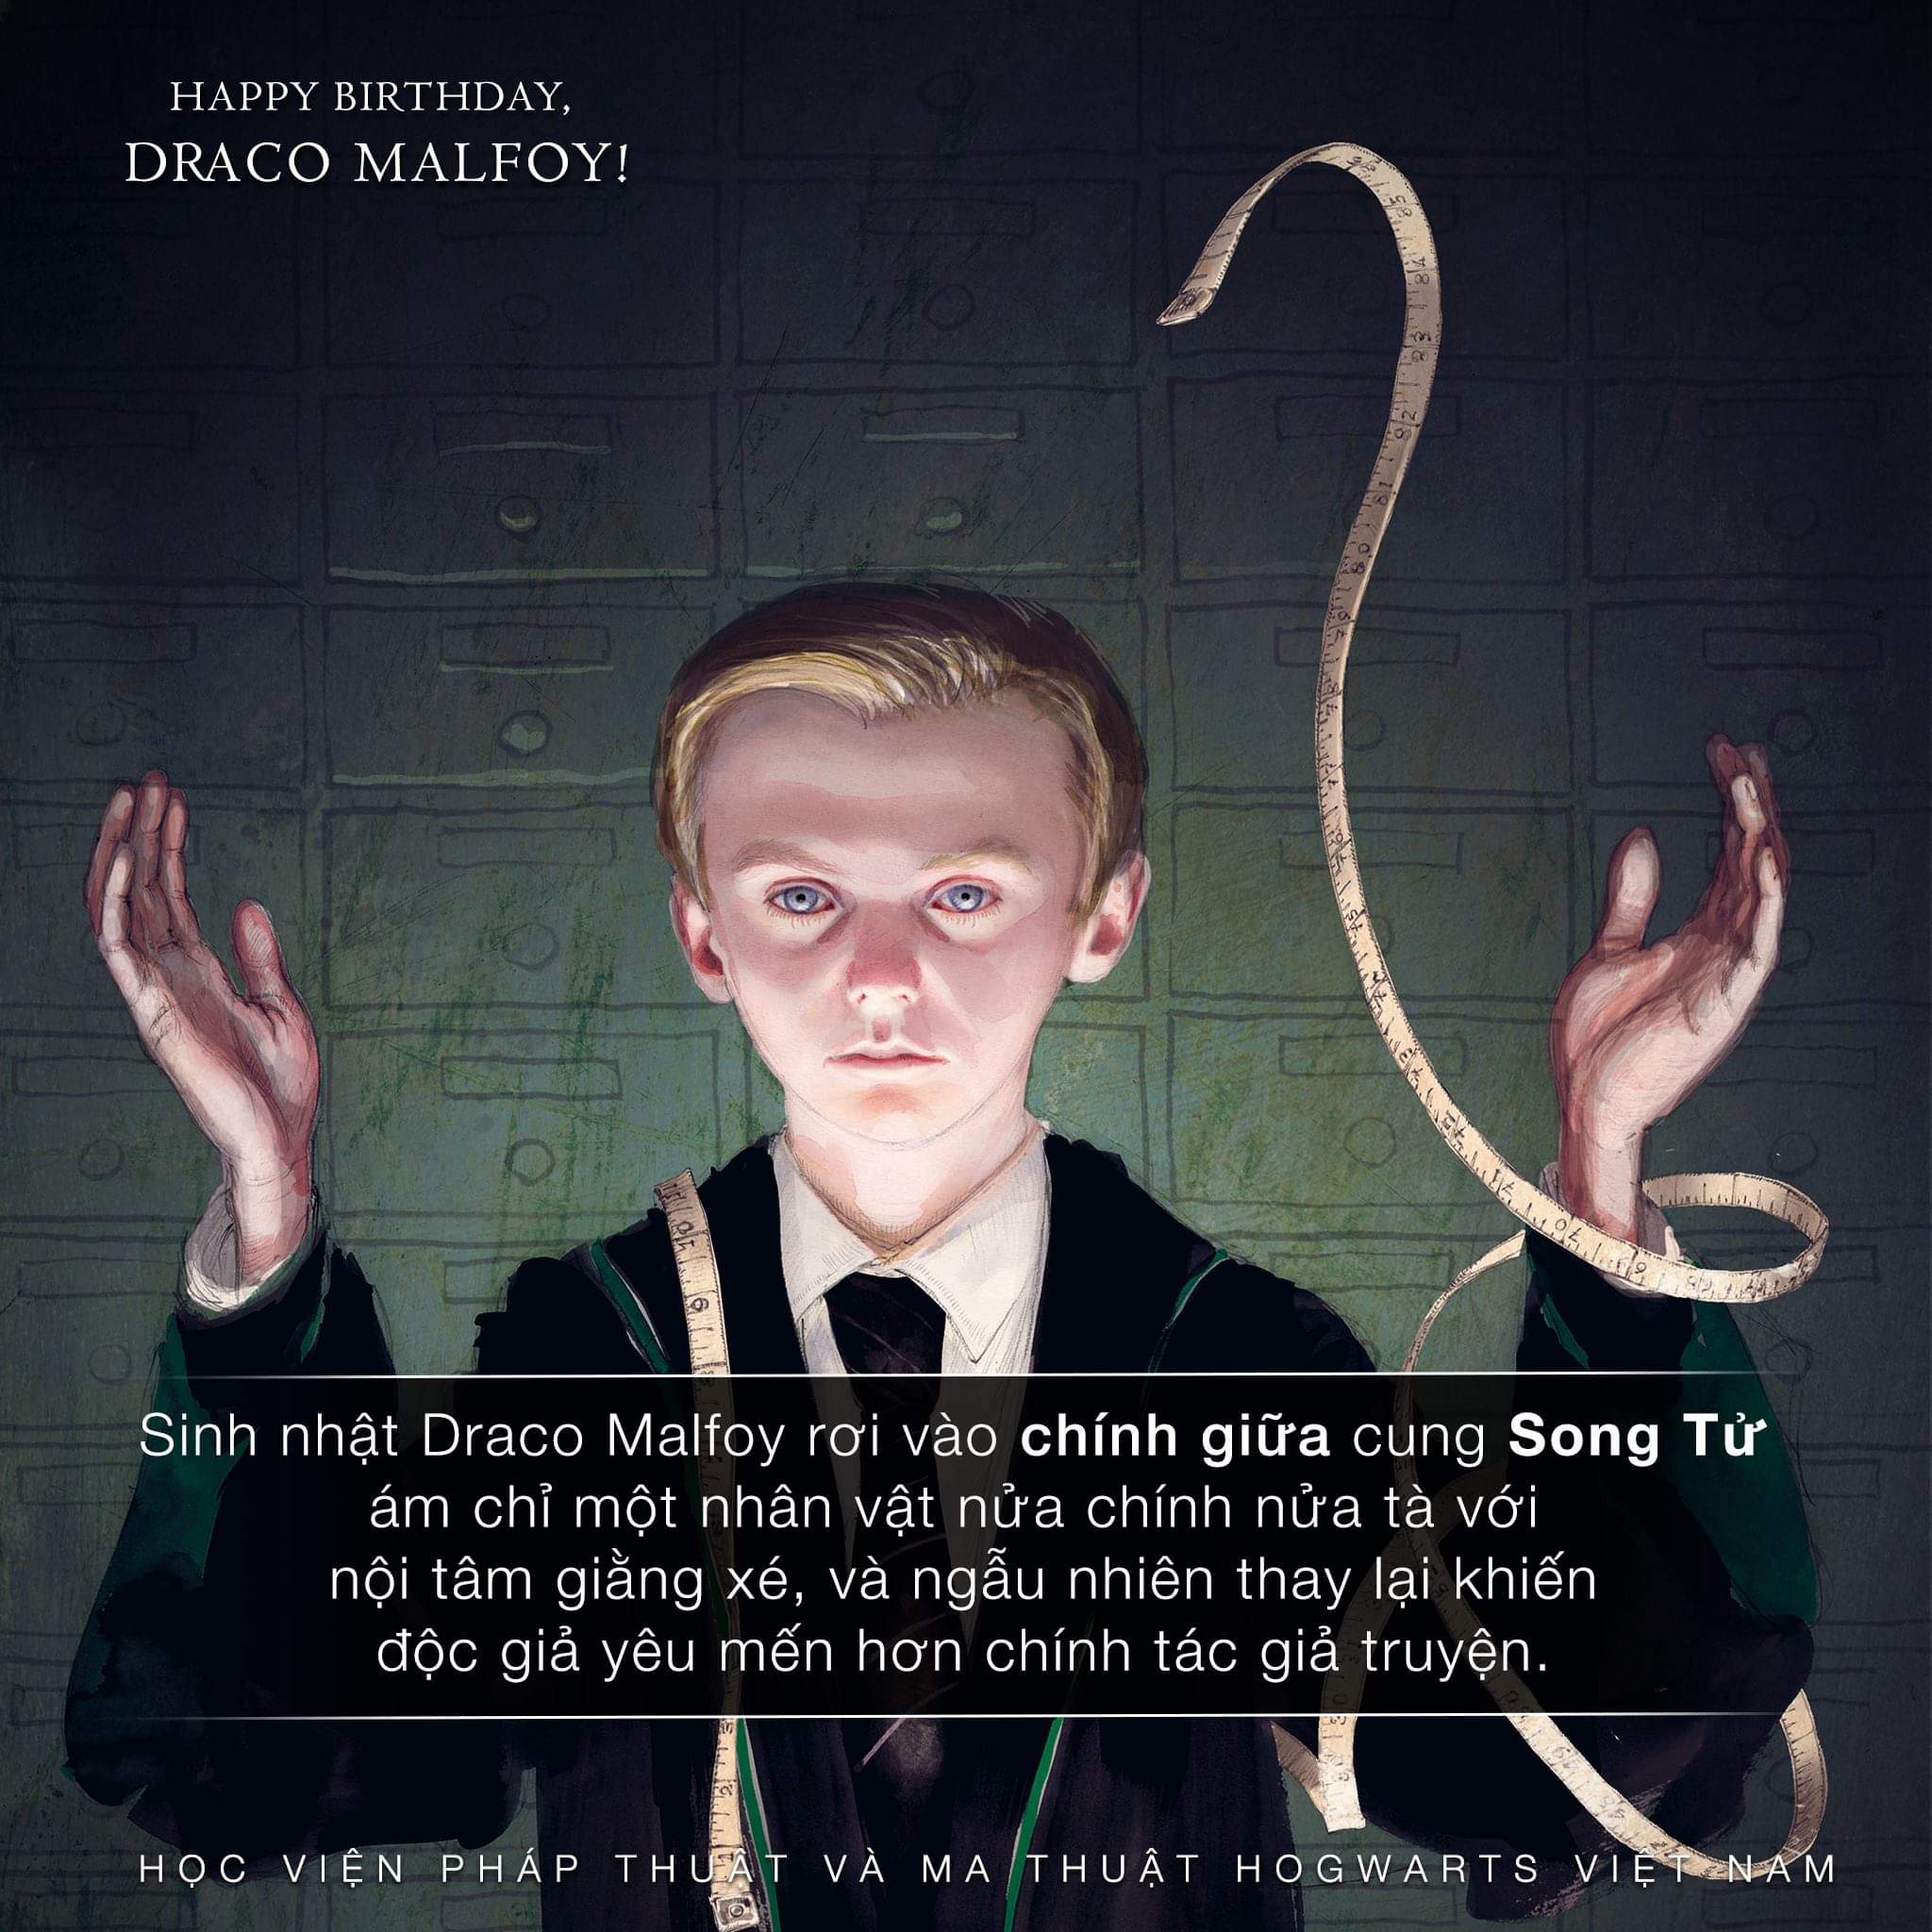 HAPPY BIRTHDAY,
DRACO MALFOY!
Sinh nhật Draco Malfoy rơi vào chính giữa cung Song Tử
ám chỉ một nhân vật nửa chính nửa tà với
nội tâm giằng xé, và ngẫu nhiên thay lại khiến
độc giả yêu mến hơn chính tác giả truyện.
HỌC VIỆN PHÁP THUẬT VÀ MA THUẬT HOGWARTS VIỆT NAM